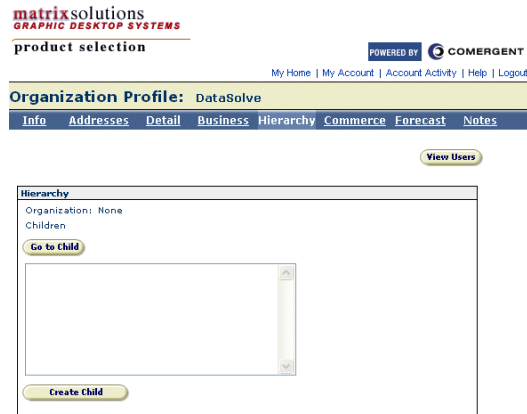 matrixsolutions
GRAPHIC DESKTOP SYSTEMS
product selection
POWERED BY COMERGENT
My Home | My Account | Account Activity | Help | Logout
Organization Profile: DataSolve
Info Addresses Detail Business Hierarchy Commerce Forecast Notes
View Users
Hierarchy
Organization: None
Children
Go to Child
Create Child